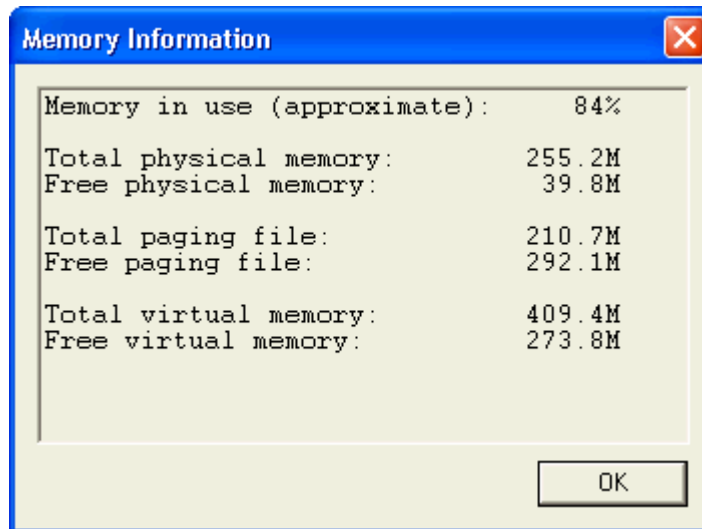 Memory Information
Memory in use (approximate): 84%
Total physical memory: 255.2M
Free physical memory: 39.8M
Total paging file: 210.7M
Free paging file: 292.1M
Total virtual memory: 409.4M
Free virtual memory: 273.8M
OK